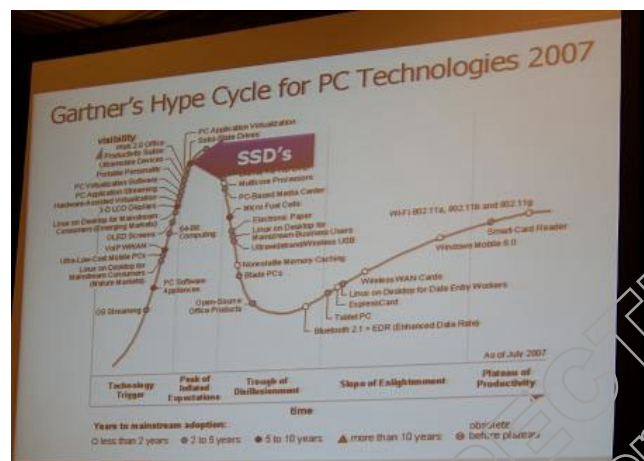 Gartner's Hype Cycle for PC Technologies 2007
visibility
PC Application Virtualization
Solid-State Drives
SSD's
Web 2.0 Office
Productivity Suites
Ultramobile Devices
Portable Personality
PC Virtualization Software
PC Application Streaming
Hardware-Assisted Virtualization
3-D LCD Displays
Linux on Desktop for Mainstream
Consumers (Emerging Markets)
OLED Screens
64-Bit
Computing
VoIP WWAN
Ultra-Low-Cost Mobile PCs
Linux on Desktop for
Mainstream Consumers
(Mature Markets)
PC Software
Appliances
OS Streaming
Multicore Processors
PC-Based Media Center
Micro Fuel Cells
Electronic Paper
Linux on Desktop for
Mainstream Business Users
Ultrawideband/Wireless USB
Nonvolatile Memory Caching
Blade PCs
Open-Source
Office Products
Wi-Fi 802.11a, 802.11b and 802.11g
Smart-Card Reader
Windows Mobile 6.0
Wireless WAN Cards
Linux on Desktop for Data Entry Workers
ExpressCard
Tablet PC
Bluetooth 2.1 + EDR (Enhanced Data Rate)
As of July 2007
Technology
Trigger
Peak of
Inflated
Expectations
Trough of
Disillusionment
Slope of Enlightenment
Plateau of
Productivity
time
Years to mainstream adoption:
less than 2 years
2 to 5 years
5 to 10 years
more than 10 years
obsolete
before plateau